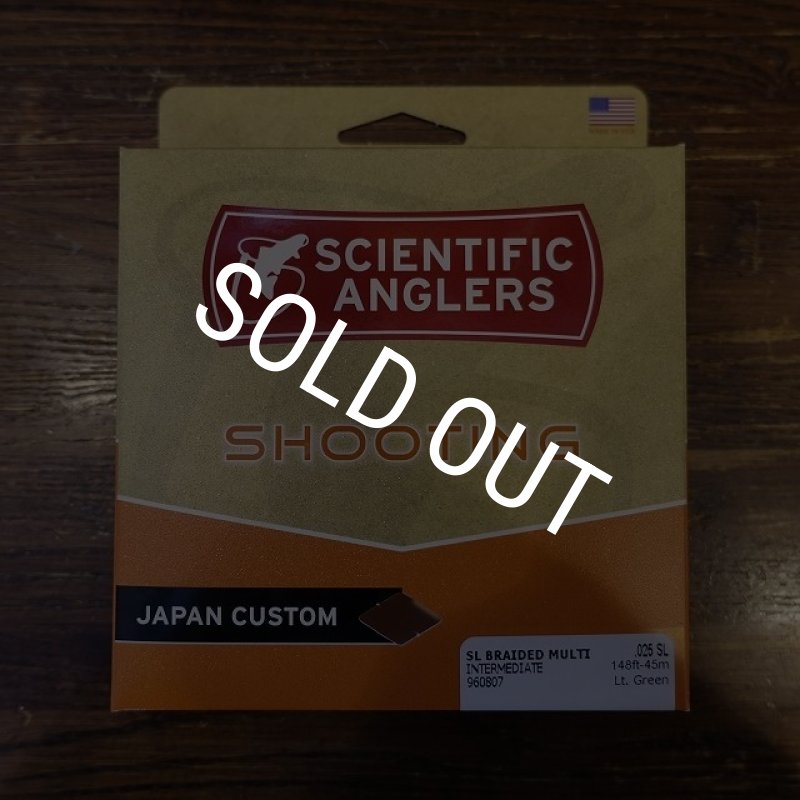 SCIENTIFIC
ANGLERS
SOLD OUT
SHOOTING
JAPAN CUSTOM
SL BRAIDED MULTI .025 SL
INTERMEDIATE 148ft-45m
960807 Lt. Green